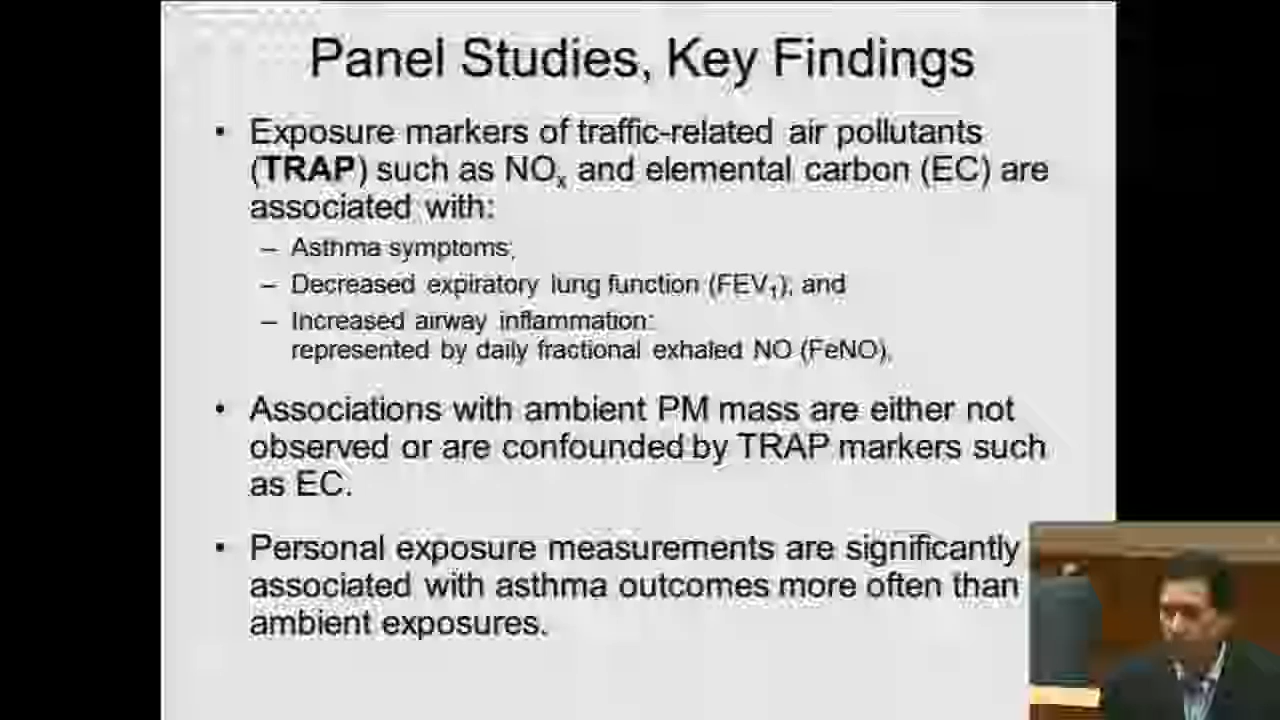 Panel Studies, Key Findings
• Exposure markers of traffic-related air pollutants
(TRAP) such as NOx and elemental carbon (EC) are
associated with:
– Asthma symptoms;
– Decreased expiratory lung function (FEV1); and
– Increased airway inflammation:
represented by daily fractional exhaled NO (FeNO),
• Associations with ambient PM mass are either not
observed or are confounded by TRAP markers such
as EC.
• Personal exposure measurements are significantly
associated with asthma outcomes more often than
ambient exposures.